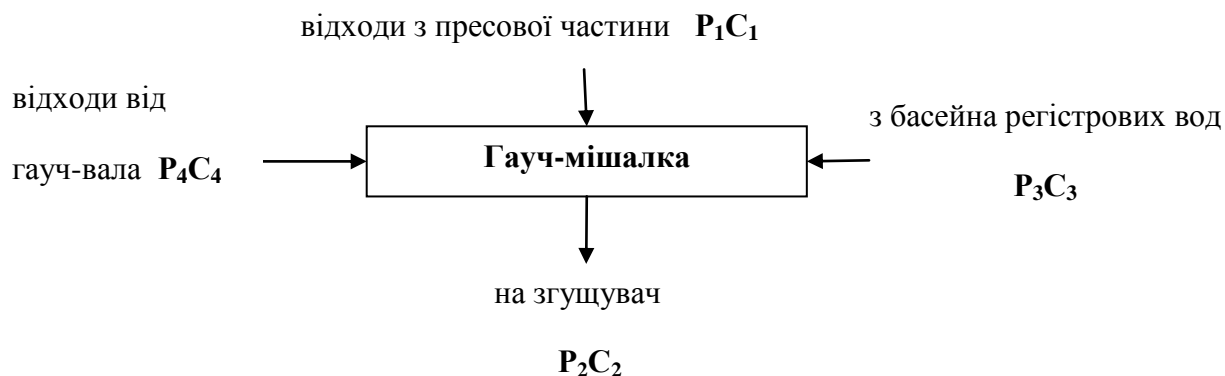 відходи з пресової частини P₁C₁
відходи від
гауч-вала P₄C₄
Гауч-мішалка
з басейна регістрових вод
P₃C₃
на згущувач
P₂C₂